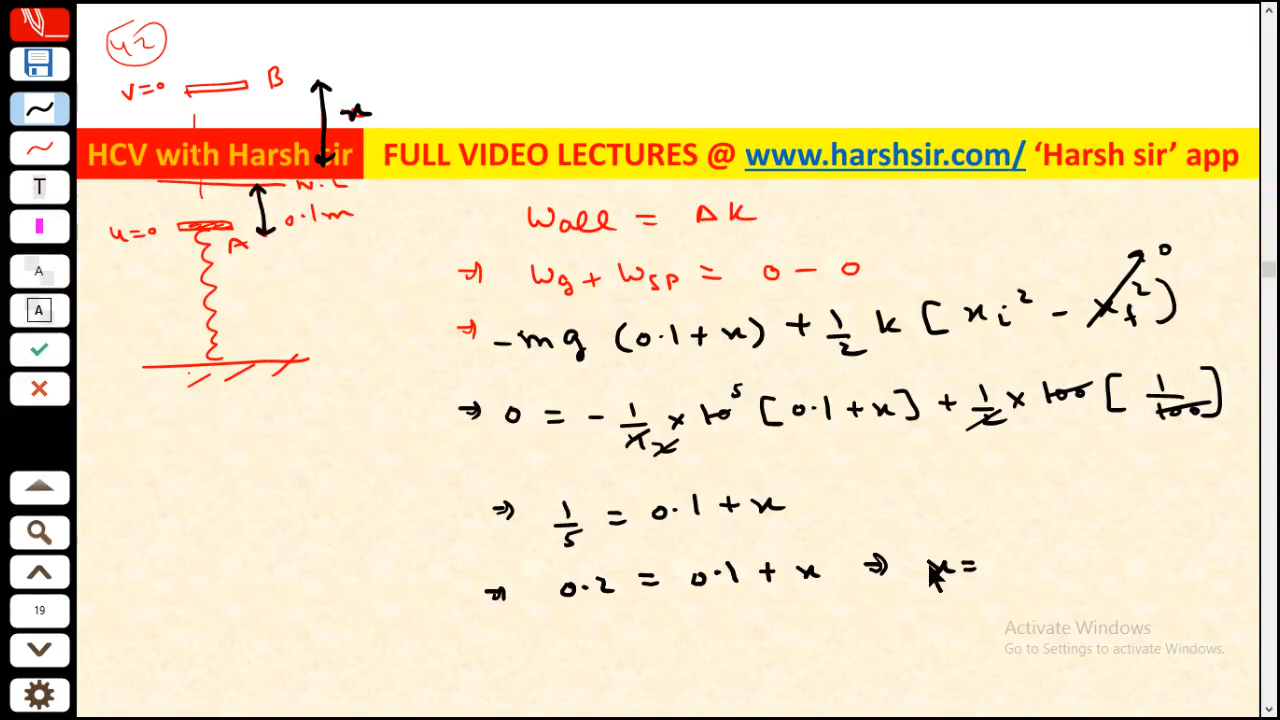 42
v=0 B
x
HCV with Harsh sir FULL VIDEO LECTURES @ www.harshsir.com/ ‘Harsh sir’ app
N.L
0.1m
u=0 A
Wall = ΔK
⇒ Wg + Wsp = 0 - 0
⇒ -mg (0.1+x) + 1/2 k [xi² - xf²) 0
⇒ 0 = - 1/2 x 10 5 [0.1+x] + 1/2 x 100 [1/100]
⇒ 1/5 = 0.1+x
⇒ 0.2 = 0.1+x ⇒ x=
Activate Windows
Go to Settings to activate Windows.
T
A
A
19